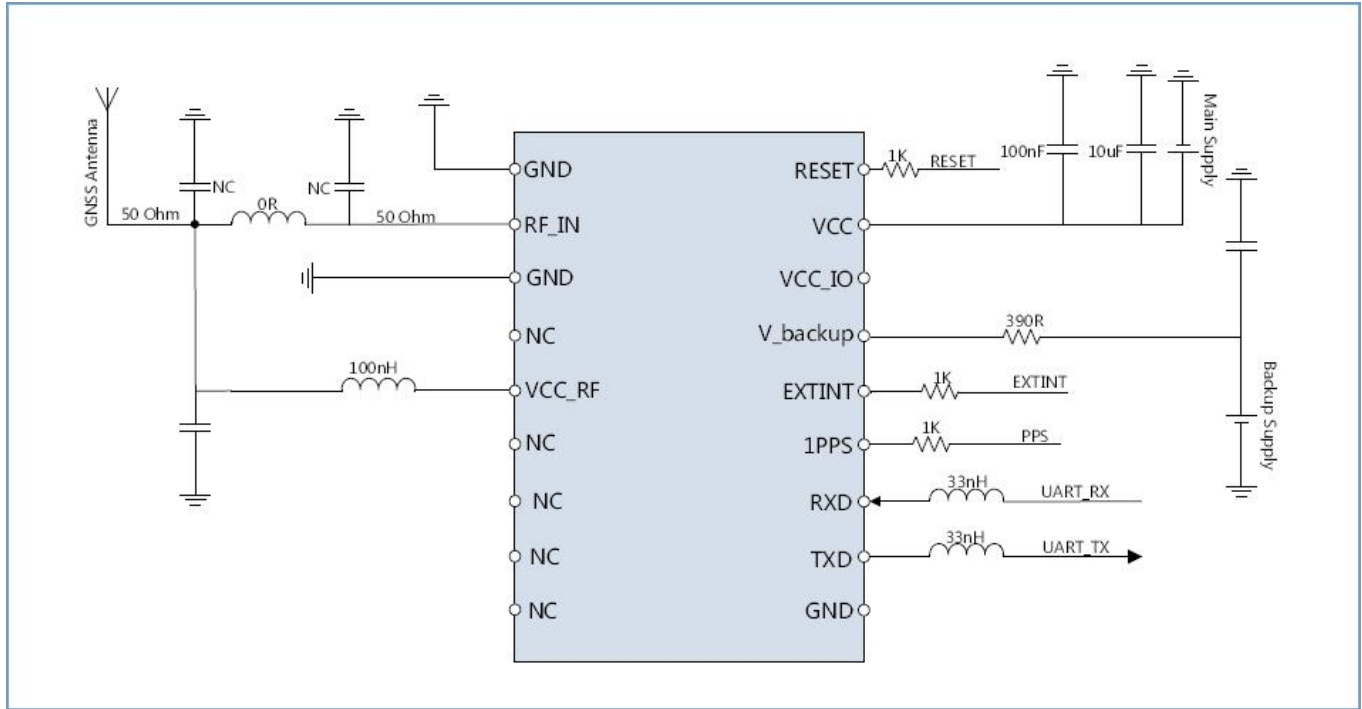 GNSS Antenna
NC
NC
50 Ohm
0R
50 Ohm
100nH
GND
RF_IN
GND
NC
VCC_RF
NC
NC
NC
NC
RESET
VCC
VCC_IO
V_backup
EXTINT
1PPS
RXD
TXD
GND
1K
RESET
100nF
10uF
Main Supply
390R
Backup Supply
1K
EXTINT
1K
PPS
33nH
UART_RX
33nH
UART_TX